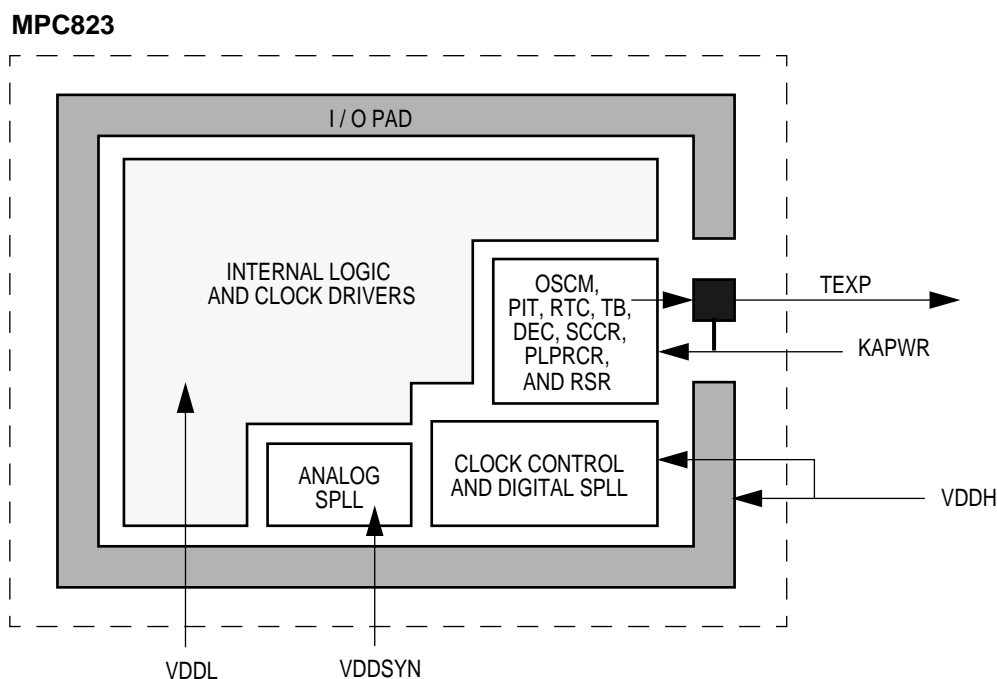 MPC823
I / O PAD
INTERNAL LOGIC
AND CLOCK DRIVERS
OSCM,
PIT, RTC, TB,
DEC, SCCR,
PLPRCR,
AND RSR
TEXP
KAPWR
ANALOG
SPLL
CLOCK CONTROL
AND DIGITAL SPLL
VDDH
VDDL
VDDSYN